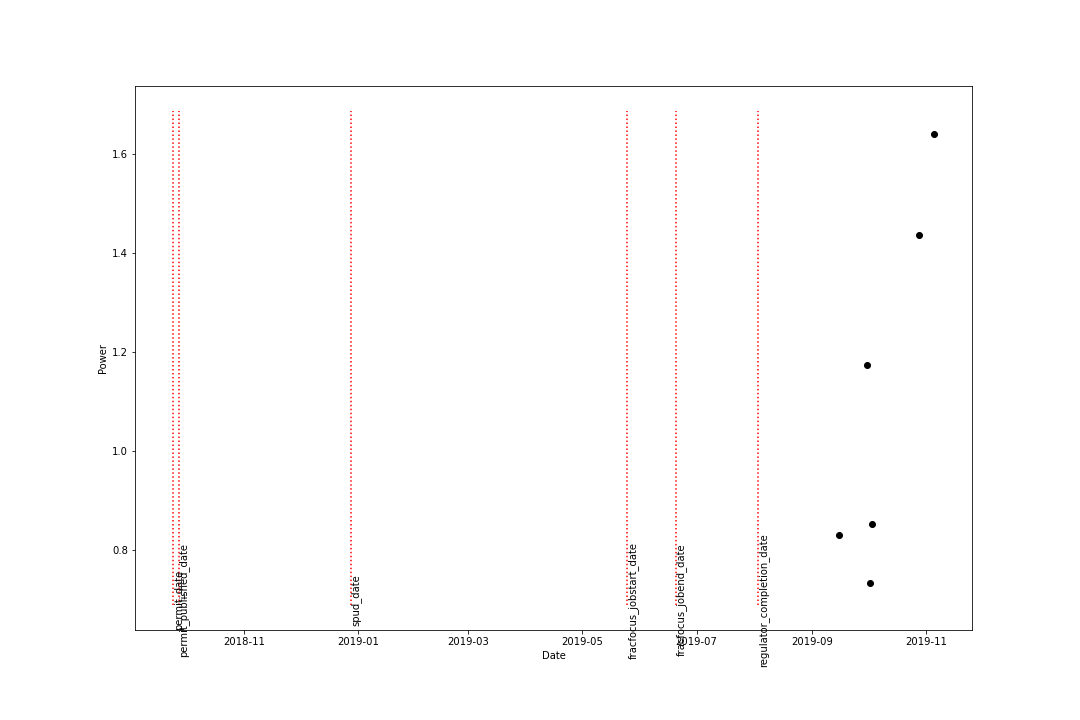 1.6
1.4
1.2
1.0
0.8
Power
permit_date
permit_published_date
spud_date
fracfocus_jobstart_date
fracfocus_jobend_date
regulator_completion_date
2018-11
2019-01
2019-03
2019-05
2019-07
2019-09
2019-11
Date